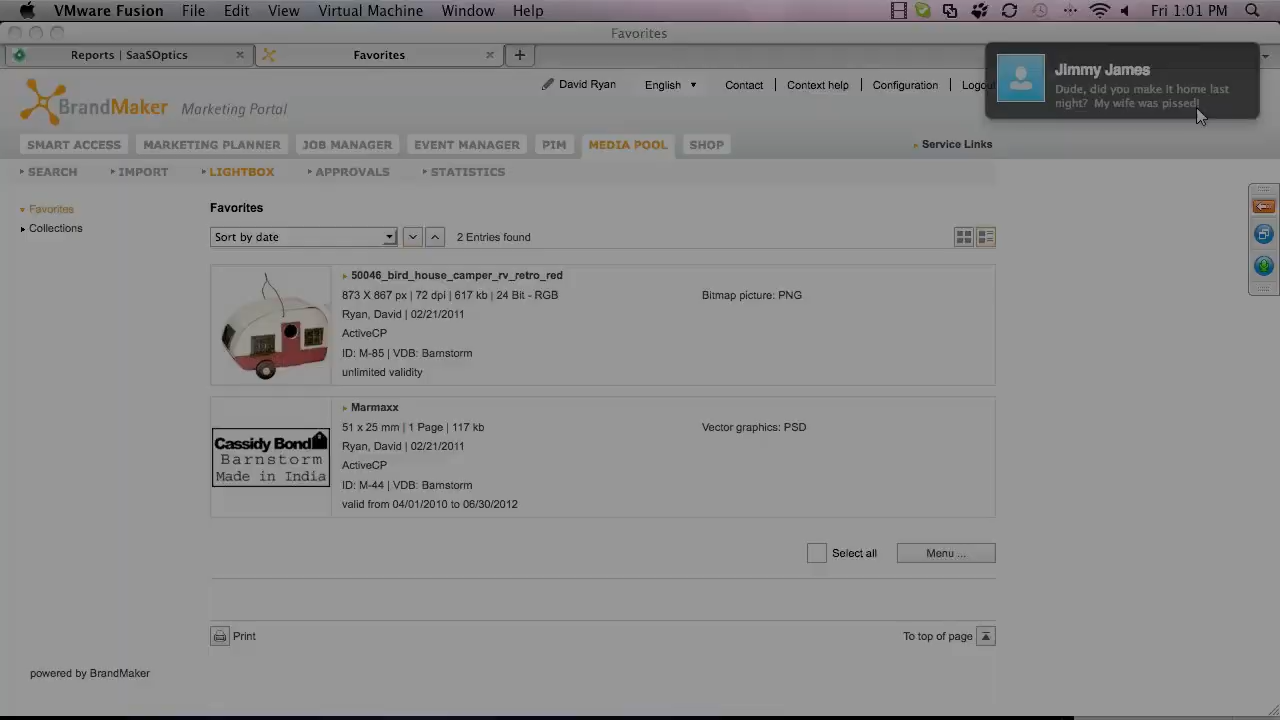 VMware Fusion File Edit View Virtual Machine Window Help Fri 1:01 PM
Favorites
Reports | SaaSOptics Favorites
Jimmy James
Dude, did you make it home last
night? My wife was pissed!
BrandMaker Marketing Portal
David Ryan English Contact Context help Configuration Logou
SMART ACCESS MARKETING PLANNER JOB MANAGER EVENT MANAGER PIM MEDIA POOL SHOP
Service Links
SEARCH IMPORT LIGHTBOX APPROVALS STATISTICS
Favorites
Collections
Favorites
Sort by date 2 Entries found
50046_bird_house_camper_rv_retro_red
873 X 867 px | 72 dpi | 617 kb | 24 Bit - RGB Bitmap picture: PNG
Ryan, David | 02/21/2011
ActiveCP
ID: M-85 | VDB: Barnstorm
unlimited validity
Cassidy Bond
Barnstorm
Made in India
Marmaxx
51 x 25 mm | 1 Page | 117 kb Vector graphics: PSD
Ryan, David | 02/21/2011
ActiveCP
ID: M-44 | VDB: Barnstorm
valid from 04/01/2010 to 06/30/2012
Select all Menu ...
Print To top of page
powered by BrandMaker